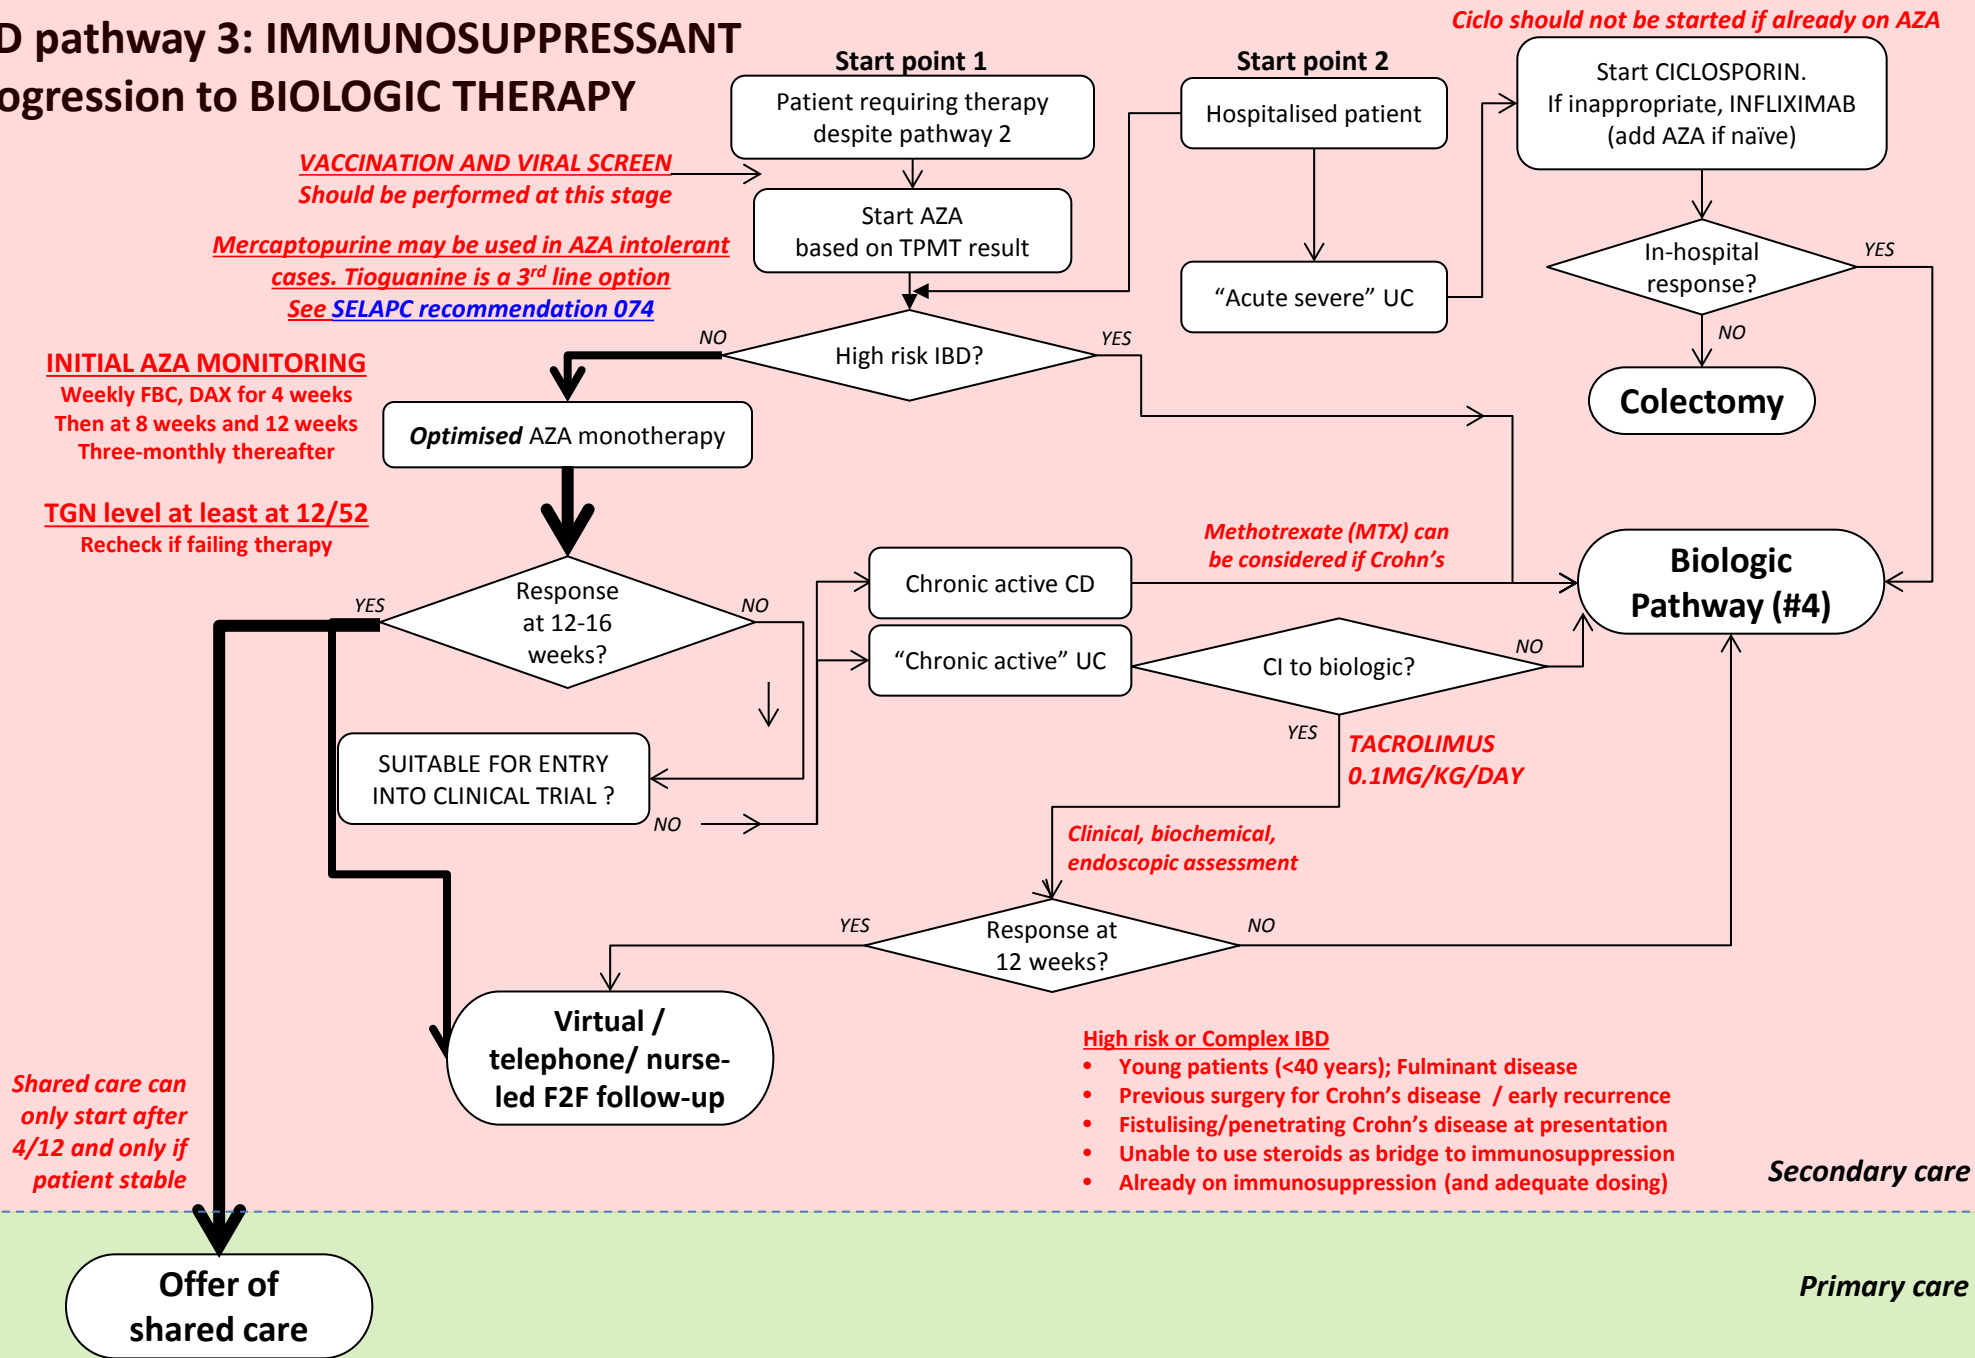 D pathway 3: IMMUNOSUPPRESSANT
ogression to BIOLOGIC THERAPY
Ciclo should not be started if already on AZA
Start point 1
Patient requiring therapy
despite pathway 2
Start point 2
Hospitalised patient
Start CICLOSPORIN.
If inappropriate, INFLIXIMAB
(add AZA if naïve)
VACCINATION AND VIRAL SCREEN
Should be performed at this stage
Start AZA
based on TPMT result
Mercaptopurine may be used in AZA intolerant
cases. Tioguanine is a 3rd line option
See SELAPC recommendation 074
"Acute severe" UC
In-hospital
response?
YES
NO
Colectomy
High risk IBD?
NO
YES
INITIAL AZA MONITORING
Weekly FBC, DAX for 4 weeks
Then at 8 weeks and 12 weeks
Three-monthly thereafter
Optimised AZA monotherapy
TGN level at least at 12/52
Recheck if failing therapy
Response
at 12-16
weeks?
YES
NO
Chronic active CD
Methotrexate (MTX) can
be considered if Crohn's
Biologic
Pathway (#4)
"Chronic active" UC
CI to biologic?
NO
YES
TACROLIMUS
0.1MG/KG/DAY
SUITABLE FOR ENTRY
INTO CLINICAL TRIAL ?
NO
Clinical, biochemical,
endoscopic assessment
Response at
12 weeks?
YES
NO
Virtual /
telephone/ nurse-
led F2F follow-up
High risk or Complex IBD
• Young patients (<40 years); Fulminant disease
• Previous surgery for Crohn's disease / early recurrence
• Fistulising/penetrating Crohn's disease at presentation
• Unable to use steroids as bridge to immunosuppression
• Already on immunosuppression (and adequate dosing)
Shared care can
only start after
4/12 and only if
patient stable
Secondary care
Offer of
shared care
Primary care